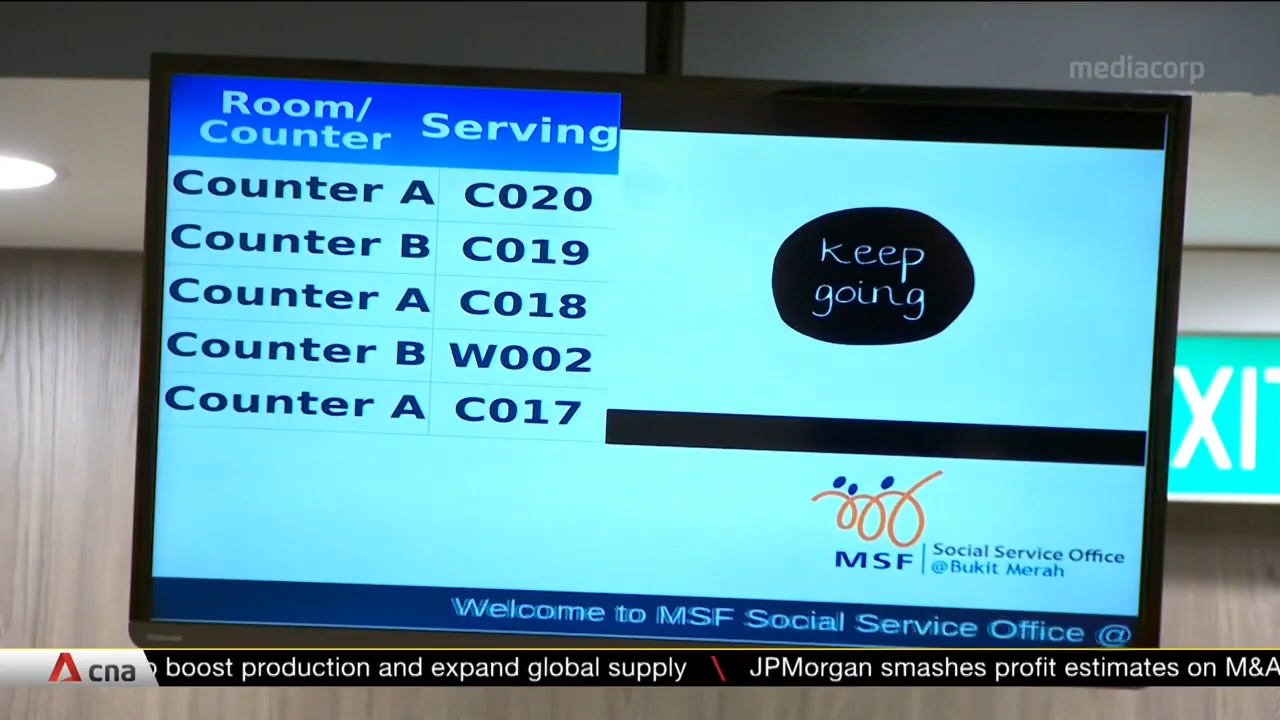 mediacorp
Room/
Counter
Serving
Counter A C020
Counter B C019
Counter A C018
Counter B W002
Counter A C017
keep
going
EXIT
MSF
Social Service Office
@Bukit Merah
Welcome to MSF Social Service Office @
cna
boost production and expand global supply \ JPMorgan smashes profit estimates on M&A